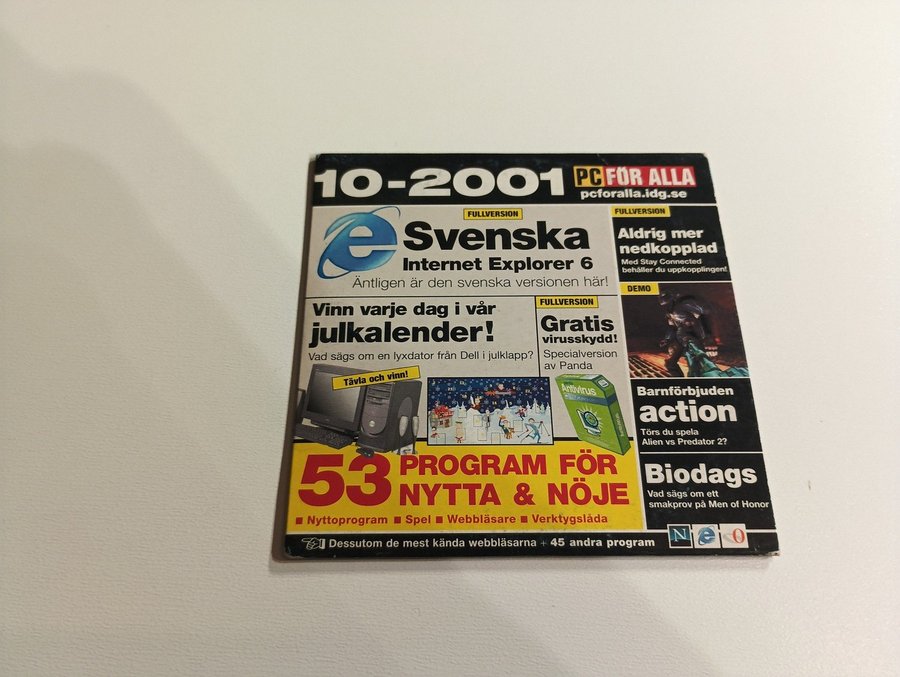 10-2001
PC FÖR ALLA
pcforalla.idg.se
FULLVERSION
Svenska
Internet Explorer 6
Äntligen är den svenska versionen här!
FULLVERSION
Aldrig mer
nedkopplad
Med Stay Connected
behåller du uppkopplingen!
Vinn varje dag i vår
julkalender!
Vad sägs om en lyxdator från Dell i julklapp?
Tävla och vinn!
FULLVERSION
Gratis
virusskydd!
Specialversion
av Panda
Antivirus
DEMO
Barnförbjuden
action
Törs du spela
Alien vs Predator 2?
Biodags
Vad sägs om ett
smakprov på Men of Honor
53 PROGRAM FÖR
NYTTA & NÖJE
■ Nyttoprogram ■ Spel ■ Webbläsare ■ Verktygslåda
Dessutom de mest kända webbläsarna + 45 andra program
N e O